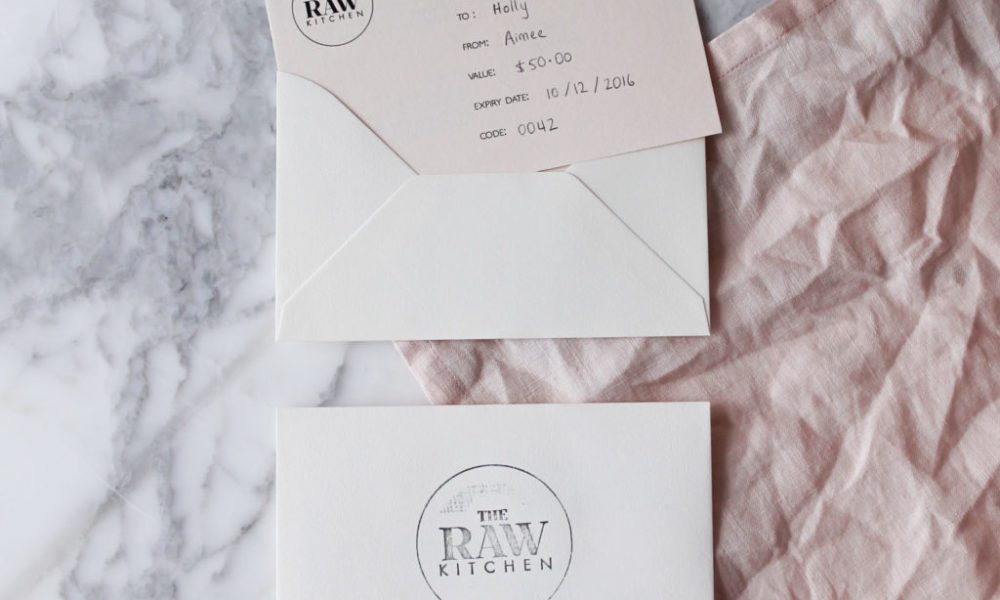 RAW
KITCHEN
TO: Holly
FROM: Aimee
VALUE: $50.00
EXPIRY DATE: 10/12/2016
CODE: 0042
THE
RAW
KITCHEN